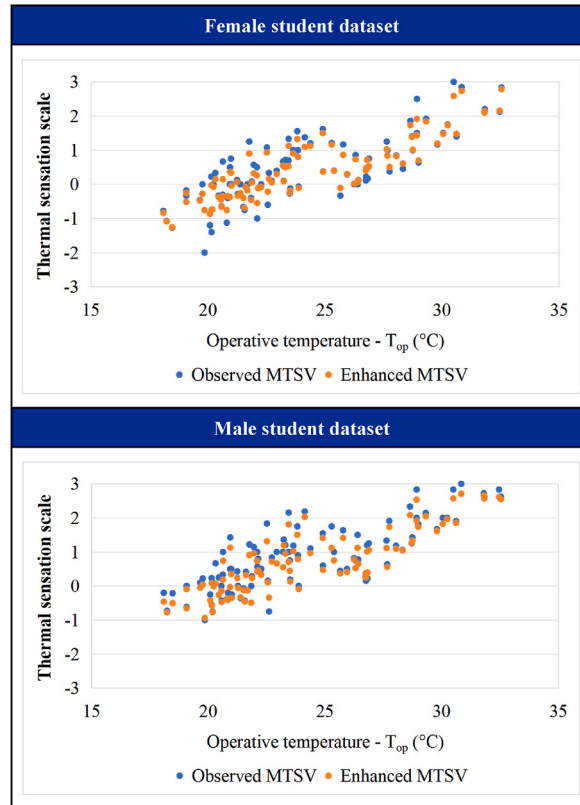 Female student dataset
3
2
1
0
-1
-2
-3
Thermal sensation scale
15
20
25
30
35
Operative temperature - Top (°C)
Observed MTSV
Enhanced MTSV
Male student dataset
3
2
1
0
-1
-2
-3
Thermal sensation scale
15
20
25
30
35
Operative temperature - Top (°C)
Observed MTSV
Enhanced MTSV